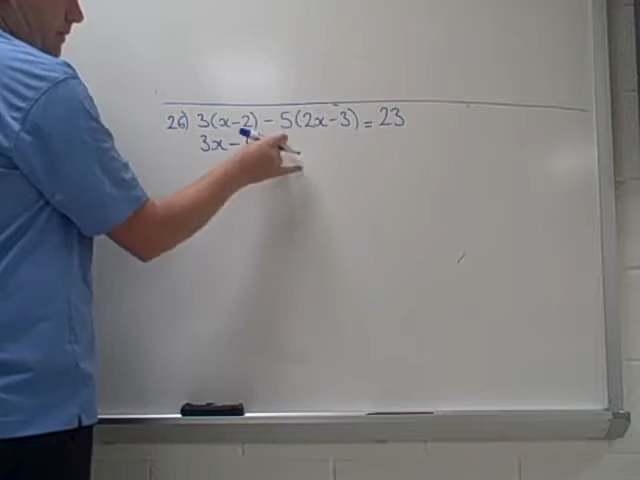 26) 3(x-2) - 5(2x-3) = 23
3x -